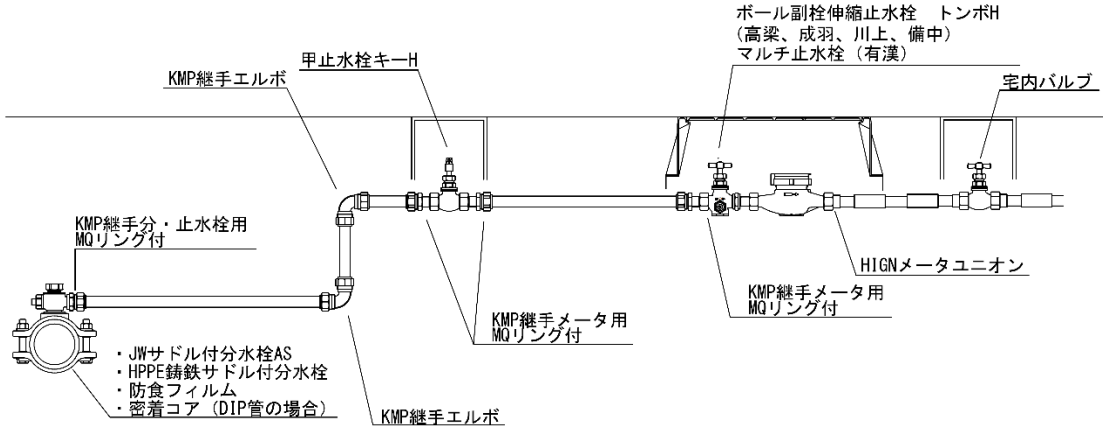 ボール副栓伸縮止水栓　トンボH
(高梁、成羽、川上、備中)
マルチ止水栓（有漢）
甲止水栓キーH
KMP継手エルボ
宅内バルブ
KMP継手分・止水栓用
MQリング付
HIGNメータユニオン
KMP継手メータ用
MQリング付
KMP継手メータ用
MQリング付
・JWサドル付分水栓AS
・HPPE鋳鉄サドル付分水栓
・防食フィルム
・密着コア（DIP管の場合）
KMP継手エルボ